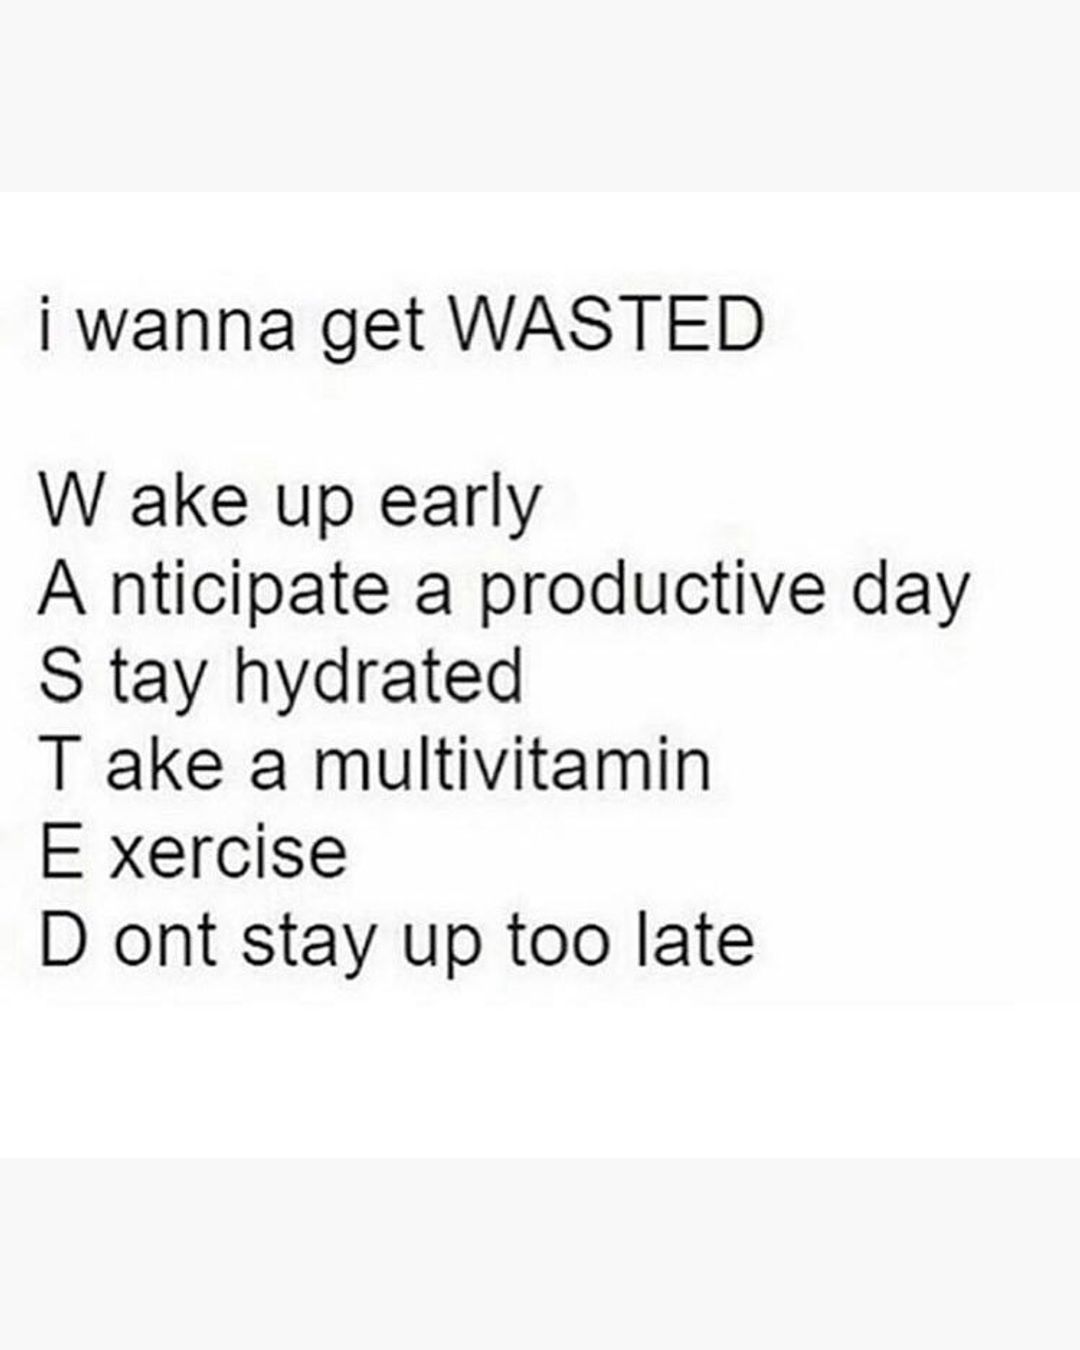 i wanna get WASTED
W ake up early
A nticipate a productive day
S tay hydrated
T ake a multivitamin
E xercise
D ont stay up too late